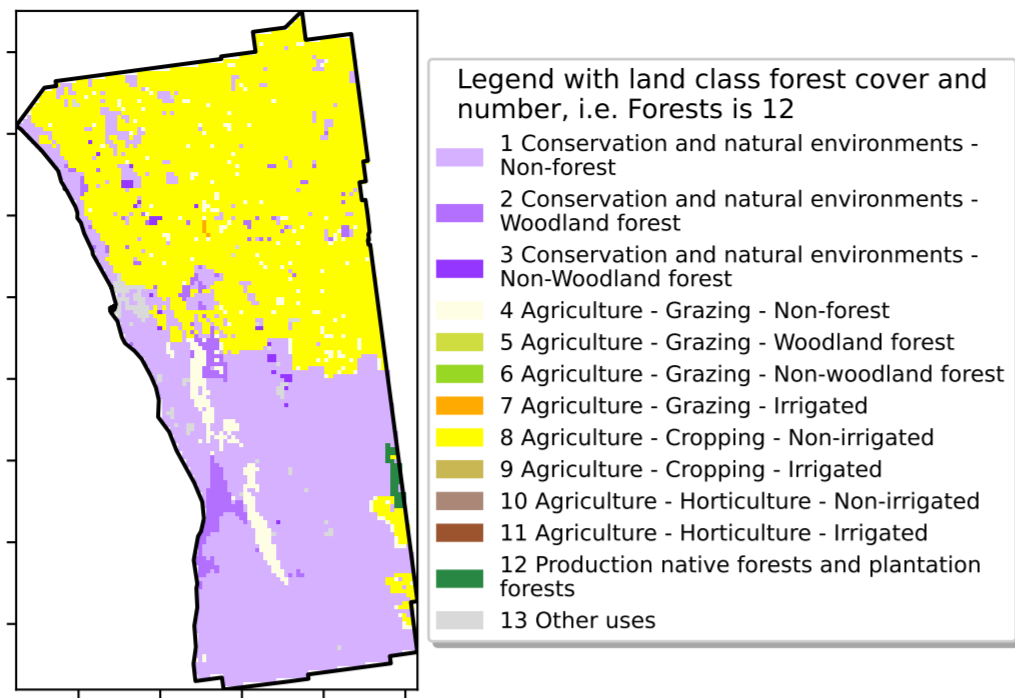 Legend with land class forest cover and
number, i.e. Forests is 12
1 Conservation and natural environments -
Non-forest
2 Conservation and natural environments -
Woodland forest
3 Conservation and natural environments -
Non-Woodland forest
4 Agriculture - Grazing - Non-forest
5 Agriculture - Grazing - Woodland forest
6 Agriculture - Grazing - Non-woodland forest
7 Agriculture - Grazing - Irrigated
8 Agriculture - Cropping - Non-irrigated
9 Agriculture - Cropping - Irrigated
10 Agriculture - Horticulture - Non-irrigated
11 Agriculture - Horticulture - Irrigated
12 Production native forests and plantation
forests
13 Other uses